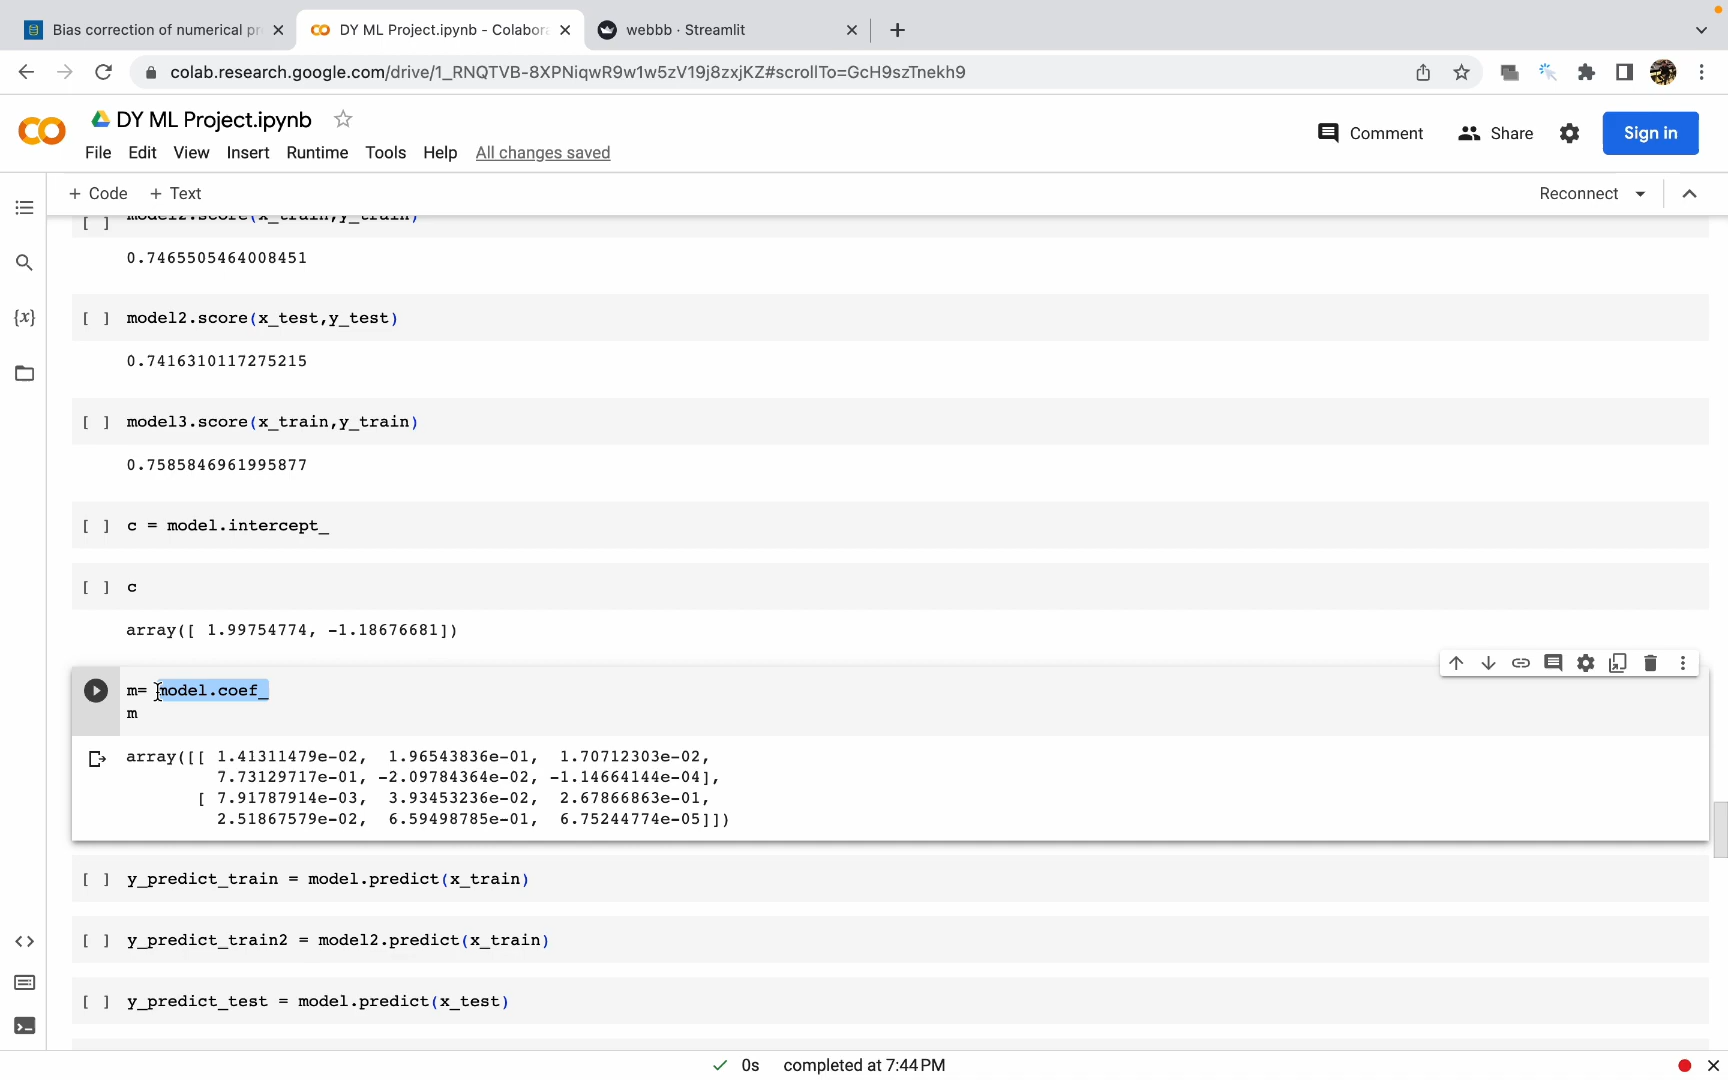 Bias correction of numerical pr
DY ML Project.ipynb - Colabora
webbb · Streamlit
colab.research.google.com/drive/1_RNQTVB-8XPNiqwR9w1w5zV19j8zxjKZ#scrollTo=GcH9szTnekh9
DY ML Project.ipynb
File Edit View Insert Runtime Tools Help All changes saved
Comment
Share
Sign in
+ Code + Text
Reconnect
[ ] model2.score(x_train,y_train)
0.7465505464008451
[ ] model2.score(x_test,y_test)
0.7416310117275215
[ ] model3.score(x_train,y_train)
0.7585846961995877
[ ] c = model.intercept_
[ ] c
array([ 1.99754774, -1.18676681])
m= model.coef_
m
array([[ 1.41311479e-02, 1.96543836e-01, 1.70712303e-02,
7.73129717e-01, -2.09784364e-02, -1.14664144e-04],
[ 7.91787914e-03, 3.93453236e-02, 2.67866863e-01,
2.51867579e-02, 6.59498785e-01, 6.75244774e-05]])
[ ] y_predict_train = model.predict(x_train)
[ ] y_predict_train2 = model2.predict(x_train)
[ ] y_predict_test = model.predict(x_test)
0s completed at 7:44 PM